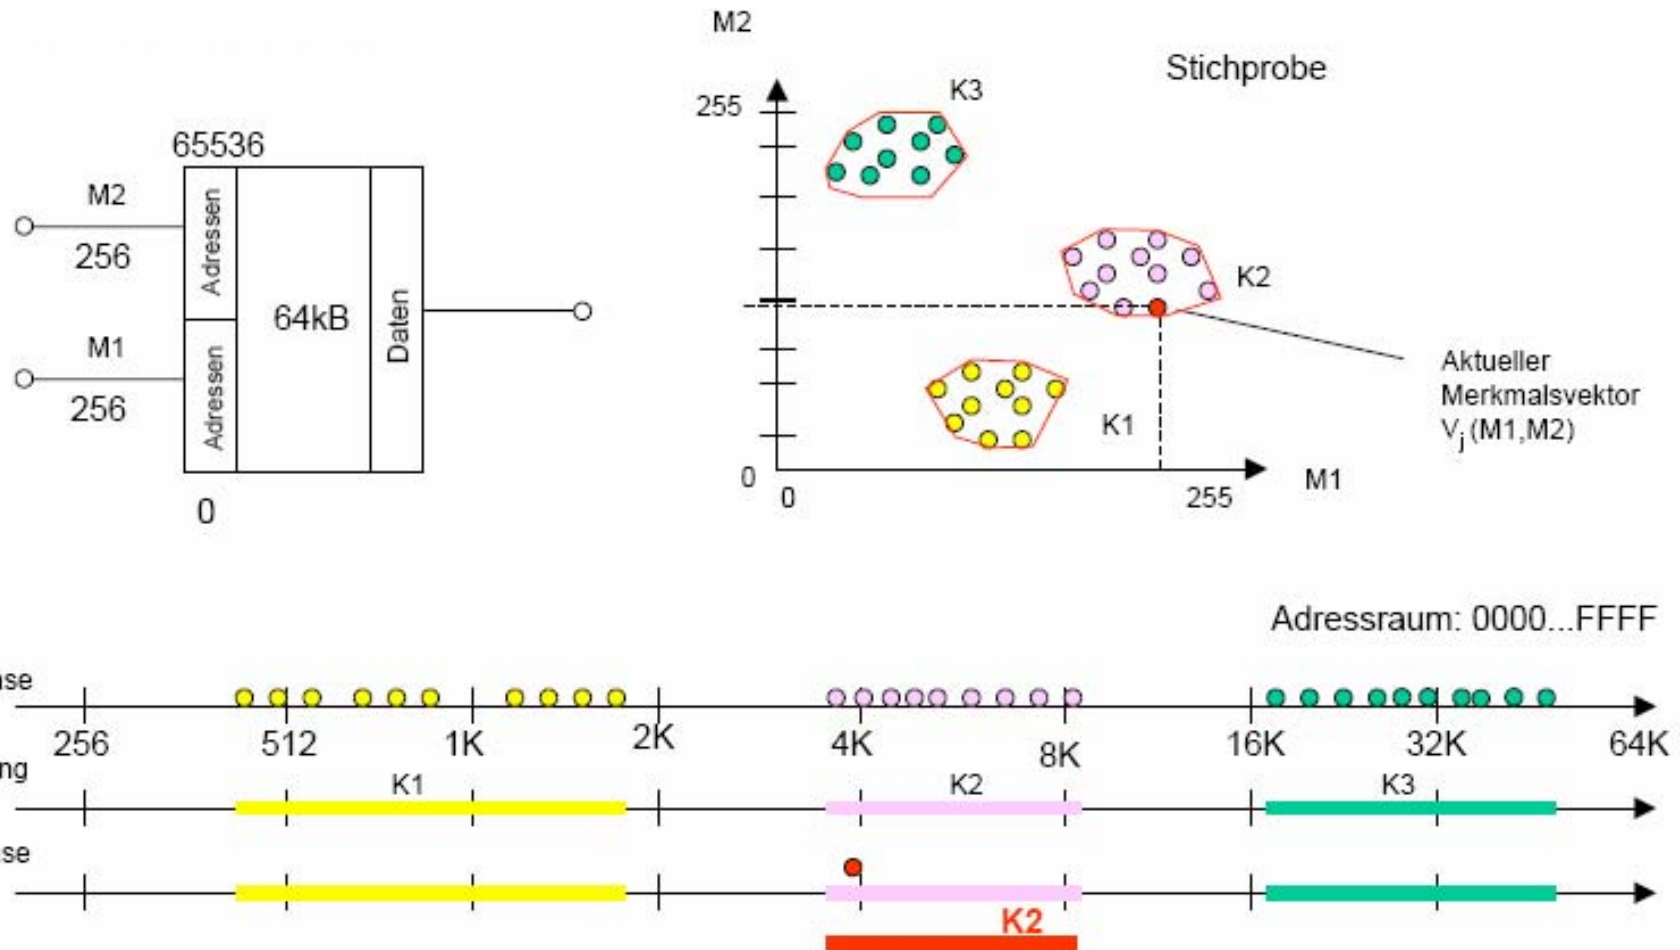 65536
M2
256
Adressen
64kB
Daten
M1
256
Adressen
0
M2
Stichprobe
K3
255
K2
Aktueller
Merkmalsvektor
Vj (M1,M2)
K1
0
0
255
M1
Adressraum: 0000...FFFF
se
256
512
1K
2K
4K
8K
16K
32K
64K
ng
K1
K2
K3
se
K2